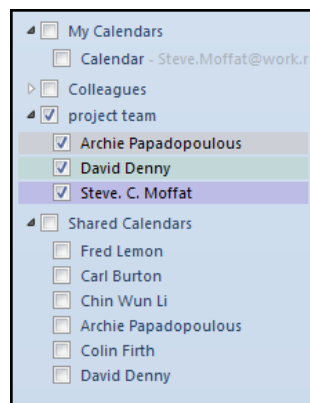 My Calendars
Calendar - Steve.Moffat@work.
Colleagues
project team
Archie Papadopoulous
David Denny
Steve. C. Moffat
Shared Calendars
Fred Lemon
Carl Burton
Chin Wun Li
Archie Papadopoulous
Colin Firth
David Denny